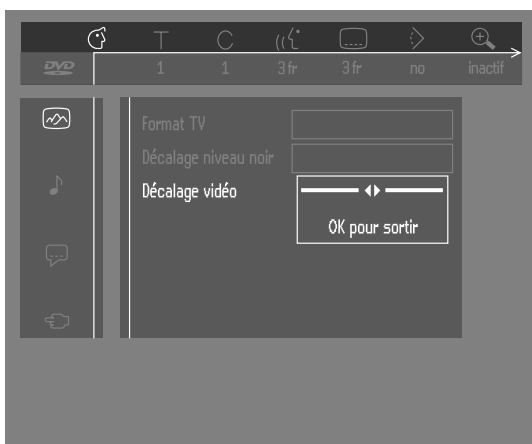 T C
DVD 1 1 3 fr 3 fr no inactif
Format TV
Décalage niveau noir
Décalage vidéo
OK pour sortir